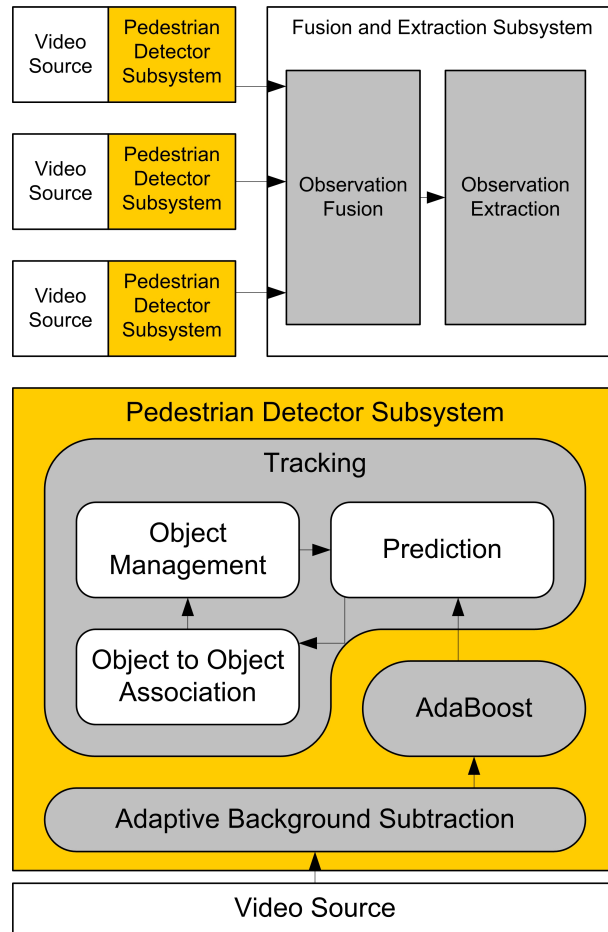 Video
Source
Pedestrian
Detector
Subsystem
Fusion and Extraction Subsystem
Video
Source
Pedestrian
Detector
Subsystem
Observation
Fusion
Observation
Extraction
Video
Source
Pedestrian
Detector
Subsystem
Pedestrian Detector Subsystem
Tracking
Object
Management
Prediction
Object to Object
Association
AdaBoost
Adaptive Background Subtraction
Video Source